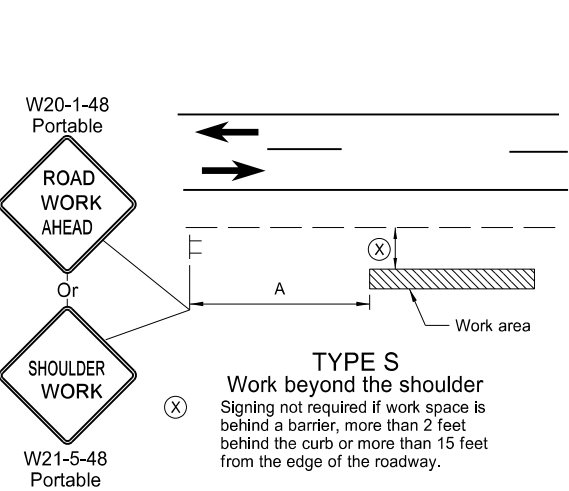 W20-1-48
Portable
ROAD
WORK
AHEAD
Or
SHOULDER
WORK
W21-5-48
Portable
X
A
Work area
TYPE S
Work beyond the shoulder
X
Signing not required if work space is
behind a barrier, more than 2 feet
behind the curb or more than 15 feet
from the edge of the roadway.